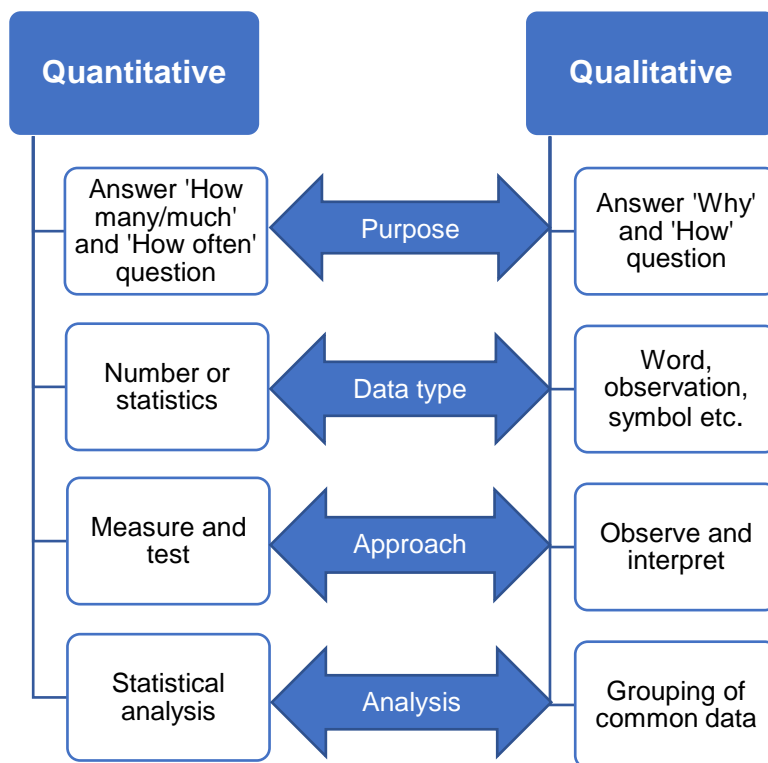 Quantitative
Qualitative
Answer 'How
many/much'
and 'How often'
question
Purpose
Answer 'Why'
and 'How'
question
Number or
statistics
Data type
Word,
observation,
symbol etc.
Measure and
test
Approach
Observe and
interpret
Statistical
analysis
Analysis
Grouping of
common data